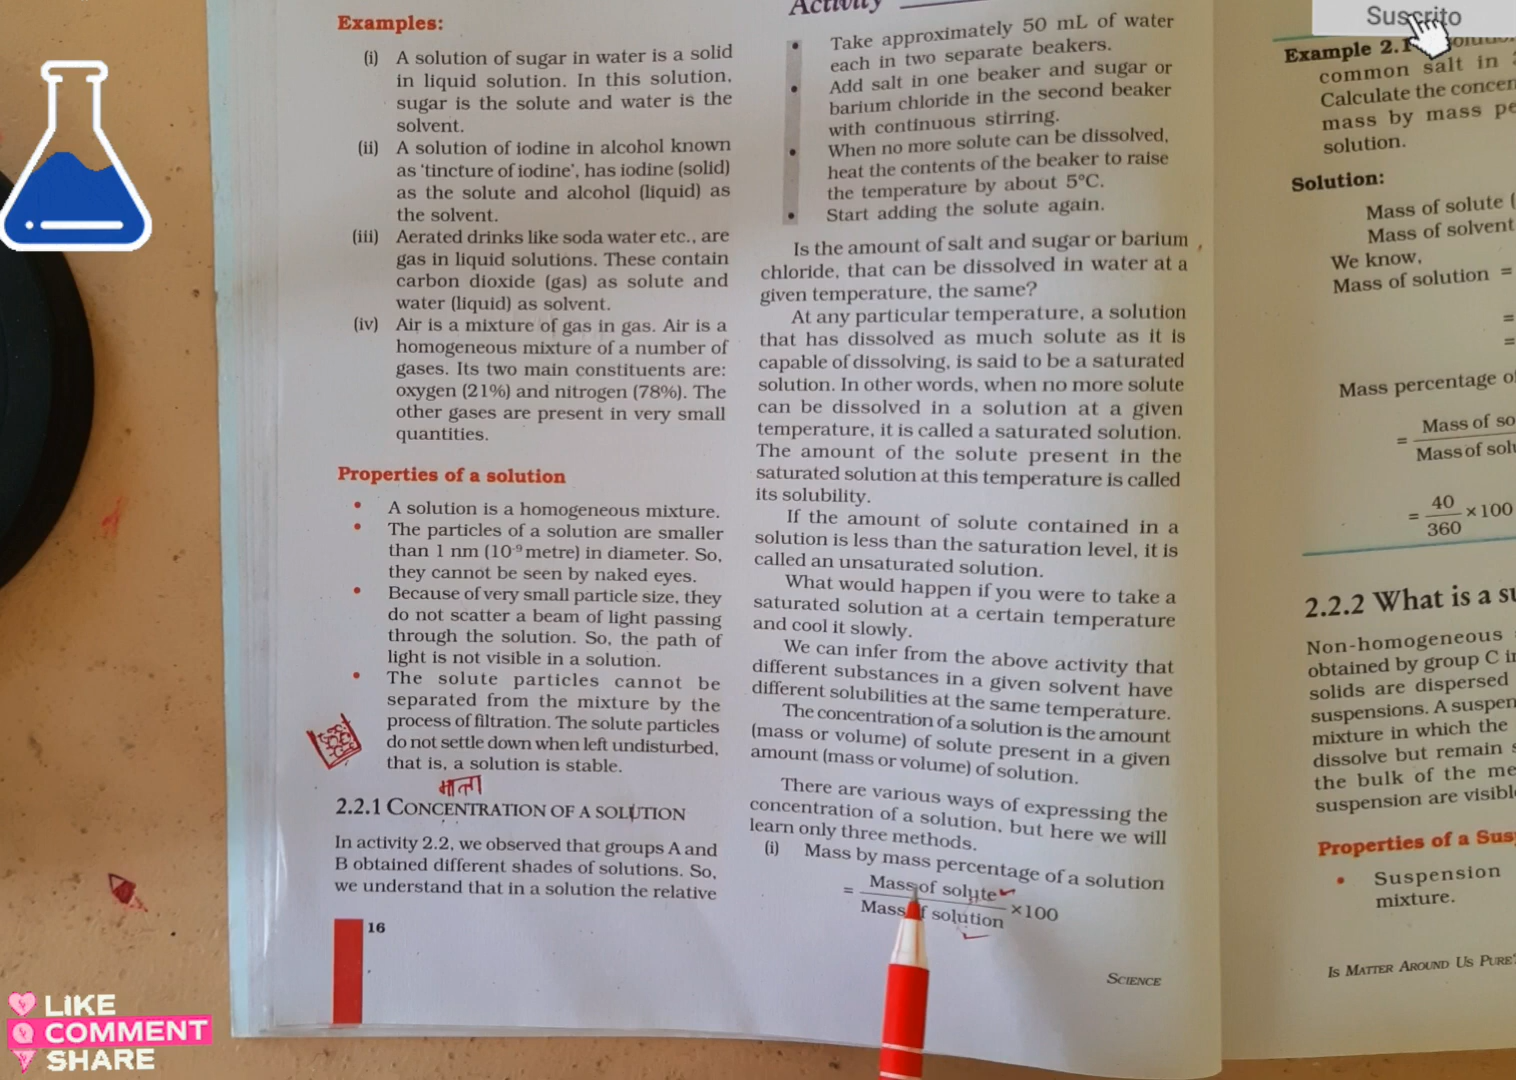 Examples:
(i) A solution of sugar in water is a solid
in liquid solution. In this solution,
sugar is the solute and water is the
solvent.
(ii) A solution of iodine in alcohol known
as ‘tincture of iodine’, has iodine (solid)
as the solute and alcohol (liquid) as
the solvent.
(iii) Aerated drinks like soda water etc., are
gas in liquid solutions. These contain
carbon dioxide (gas) as solute and
water (liquid) as solvent.
(iv) Air is a mixture of gas in gas. Air is a
homogeneous mixture of a number of
gases. Its two main constituents are:
oxygen (21%) and nitrogen (78%). The
other gases are present in very small
quantities.
Properties of a solution
• A solution is a homogeneous mixture.
• The particles of a solution are smaller
than 1 nm (10⁻⁹ metre) in diameter. So,
they cannot be seen by naked eyes.
• Because of very small particle size, they
do not scatter a beam of light passing
through the solution. So, the path of
light is not visible in a solution.
• The solute particles cannot be
separated from the mixture by the
process of filtration. The solute particles
do not settle down when left undisturbed,
that is, a solution is stable.
मात्रा
2.2.1 CONCENTRATION OF A SOLUTION
In activity 2.2, we observed that groups A and
B obtained different shades of solutions. So,
we understand that in a solution the relative
16
Activity
• Take approximately 50 mL of water
each in two separate beakers.
• Add salt in one beaker and sugar or
barium chloride in the second beaker
with continuous stirring.
• When no more solute can be dissolved,
heat the contents of the beaker to raise
the temperature by about 5°C.
• Start adding the solute again.
Is the amount of salt and sugar or barium
chloride, that can be dissolved in water at a
given temperature, the same?
At any particular temperature, a solution
that has dissolved as much solute as it is
capable of dissolving, is said to be a saturated
solution. In other words, when no more solute
can be dissolved in a solution at a given
temperature, it is called a saturated solution.
The amount of the solute present in the
saturated solution at this temperature is called
its solubility.
If the amount of solute contained in a
solution is less than the saturation level, it is
called an unsaturated solution.
What would happen if you were to take a
saturated solution at a certain temperature
and cool it slowly.
We can infer from the above activity that
different substances in a given solvent have
different solubilities at the same temperature.
The concentration of a solution is the amount
(mass or volume) of solute present in a given
amount (mass or volume) of solution.
There are various ways of expressing the
concentration of a solution, but here we will
learn only three methods.
(i) Mass by mass percentage of a solution
= Mass of solute
Mass of solution ×100
SCIENCE
Suscrito
Example 2.1
common salt in
Calculate the
mass by mass
solution.
Solution:
Mass of solute (
Mass of solvent
We know,
Mass of solution =
=
=
Mass percentage
= Mass of
Mass of
= 40
360 ×100
2.2.2 What is a
Non-homogeneous
obtained by group C
solids are dispersed
suspensions. A
mixture in which the
dissolve but remain
the bulk of the
suspension are
Properties of a
• Suspension
mixture.
IS MATTER AROUND US PURE?
LIKE
COMMENT
SHARE